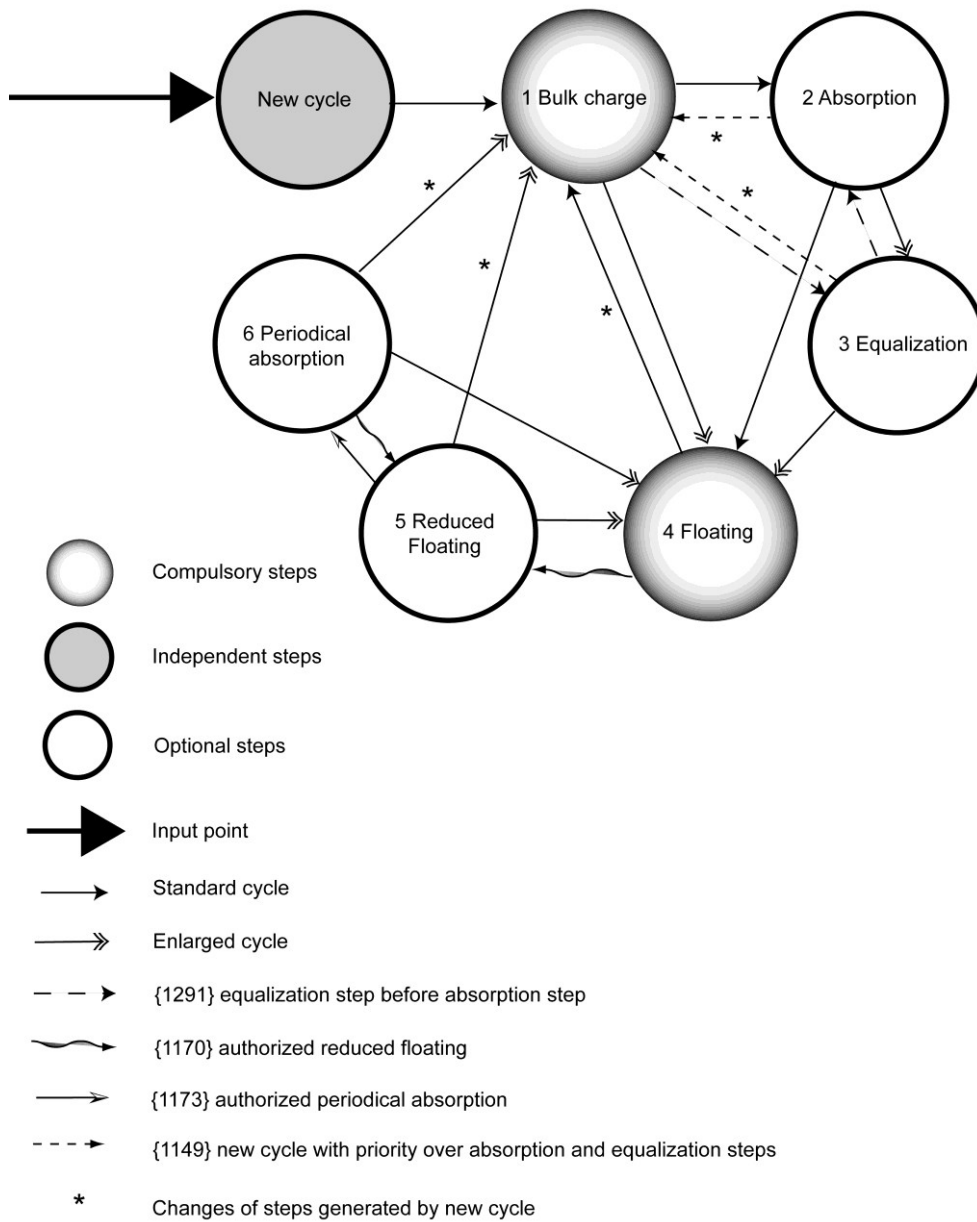 New cycle
1 Bulk charge
2 Absorption
*
*
*
*
*
6 Periodical
absorption
3 Equalization
5 Reduced
Floating
4 Floating
Compulsory steps
Independent steps
Optional steps
Input point
Standard cycle
Enlarged cycle
{1291} equalization step before absorption step
{1170} authorized reduced floating
{1173} authorized periodical absorption
{1149} new cycle with priority over absorption and equalization steps
* Changes of steps generated by new cycle